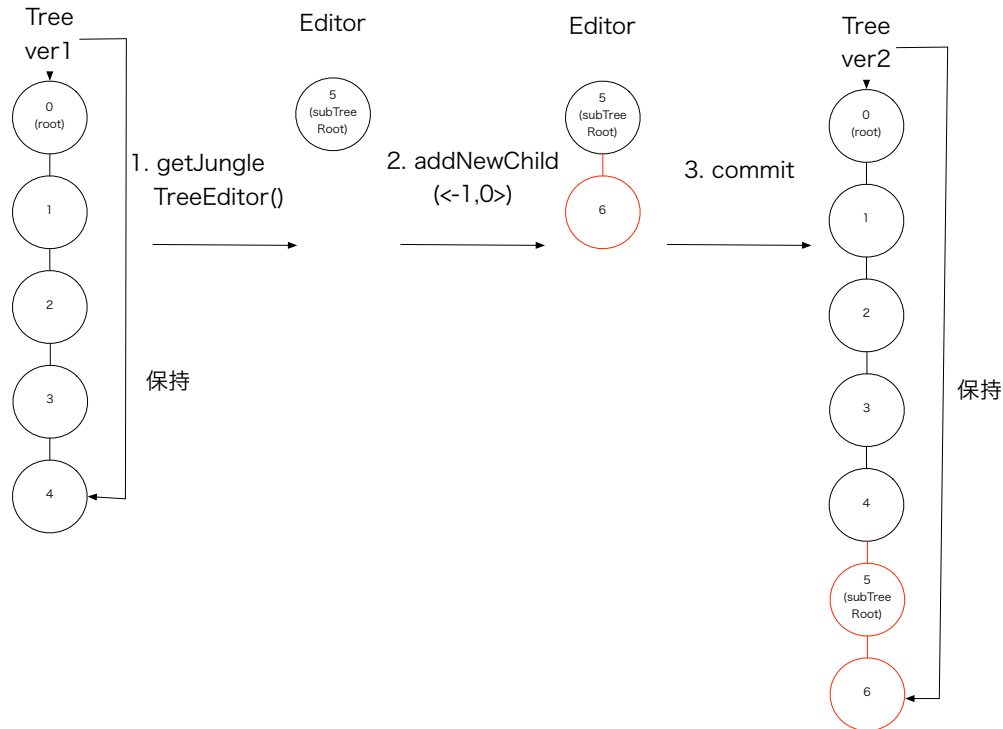 Tree
ver1
0
(root)
1
2
3
4
保持
1. getJungle
TreeEditor()
Editor
5
(subTree
Root)
2. addNewChild
(<-1,0>)
Editor
5
(subTree
Root)
6
3. commit
Tree
ver2
0
(root)
1
2
3
4
5
(subTree
Root)
6
保持